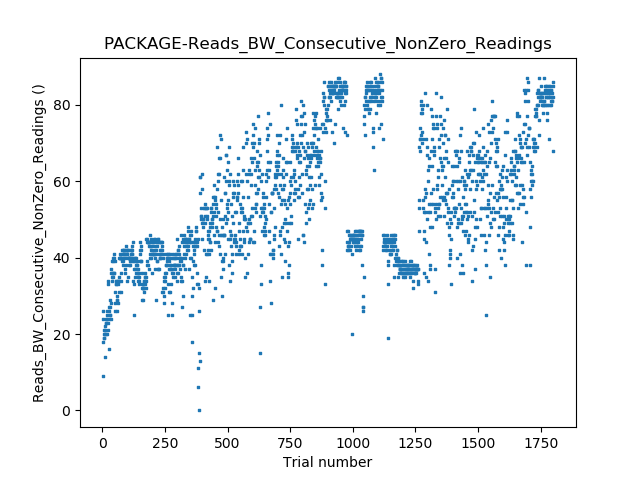 PACKAGE-Reads_BW_Consecutive_NonZero_Readings
Reads_BW_Consecutive_NonZero_Readings ()
80
60
40
20
0
0 250 500 750 1000 1250 1500 1750
Trial number